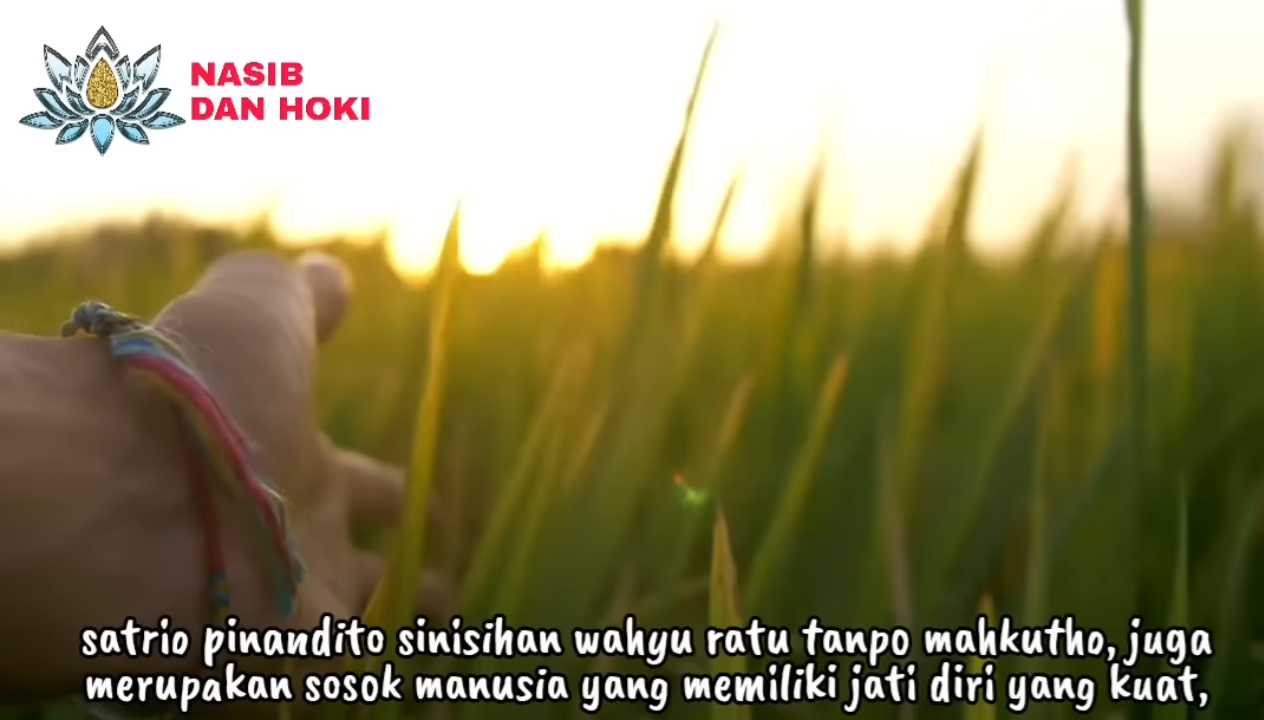 NASIB
DAN HOKI
satrio pinandito sinisihan wahyu ratu tanpo mahkutho, juga
merupakan sosok manusia yang memiliki jati diri yang kuat,